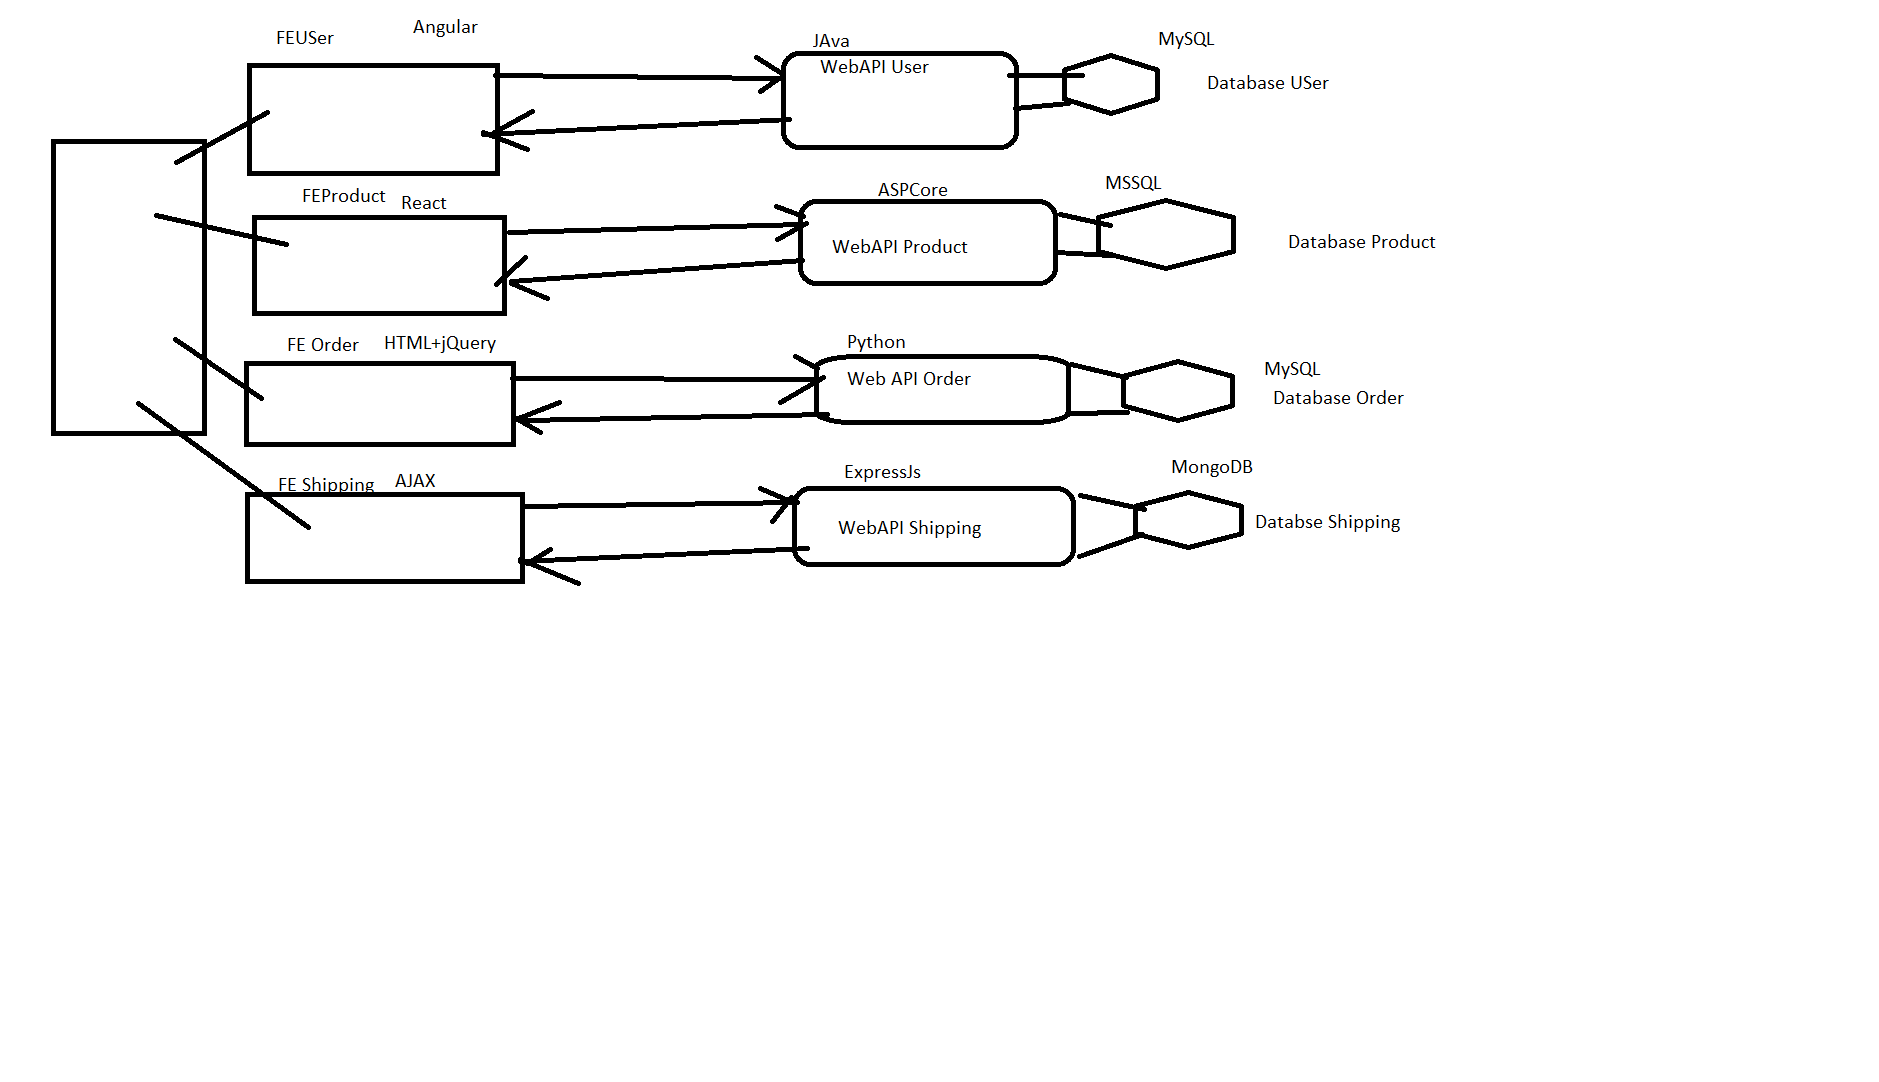 FEUSer
Angular
JAva
WebAPI User
MySQL
Database USer
FEProduct
React
ASPCore
WebAPI Product
MSSQL
Database Product
FE Order
HTML+jQuery
Python
Web API Order
MySQL
Database Order
FE Shipping
AJAX
ExpressJs
WebAPI Shipping
MongoDB
Databse Shipping